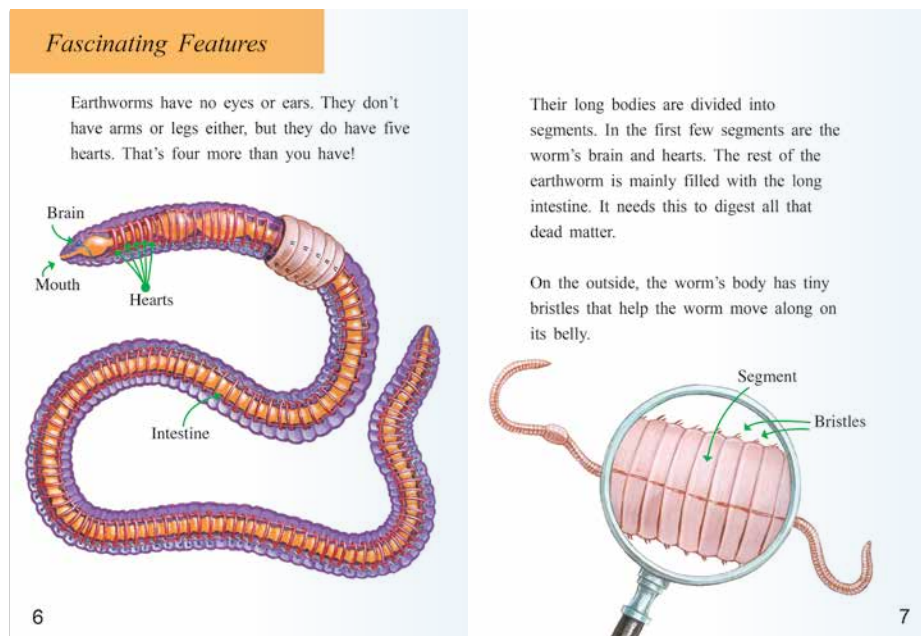 Fascinating Features
Earthworms have no eyes or ears. They don't
have arms or legs either, but they do have five
hearts. That's four more than you have!
Brain
Mouth
Hearts
Intestine
6
Their long bodies are divided into
segments. In the first few segments are the
worm's brain and hearts. The rest of the
earthworm is mainly filled with the long
intestine. It needs this to digest all that
dead matter.
On the outside, the worm's body has tiny
bristles that help the worm move along on
its belly.
Segment
Bristles
7